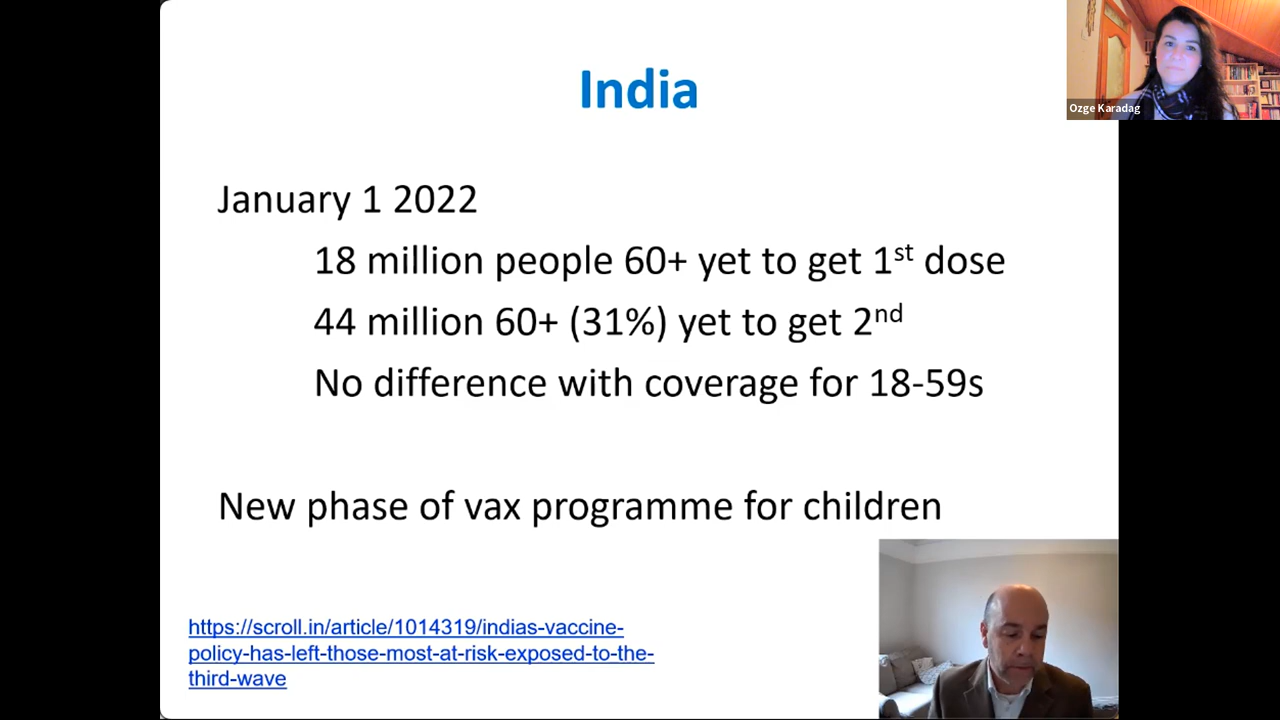 India
Ozge Karadag
January 1 2022
18 million people 60+ yet to get 1st dose
44 million 60+ (31%) yet to get 2nd
No difference with coverage for 18-59s
New phase of vax programme for children
https://scroll.in/article/1014319/indias-vaccine-
policy-has-left-those-most-at-risk-exposed-to-the-
third-wave